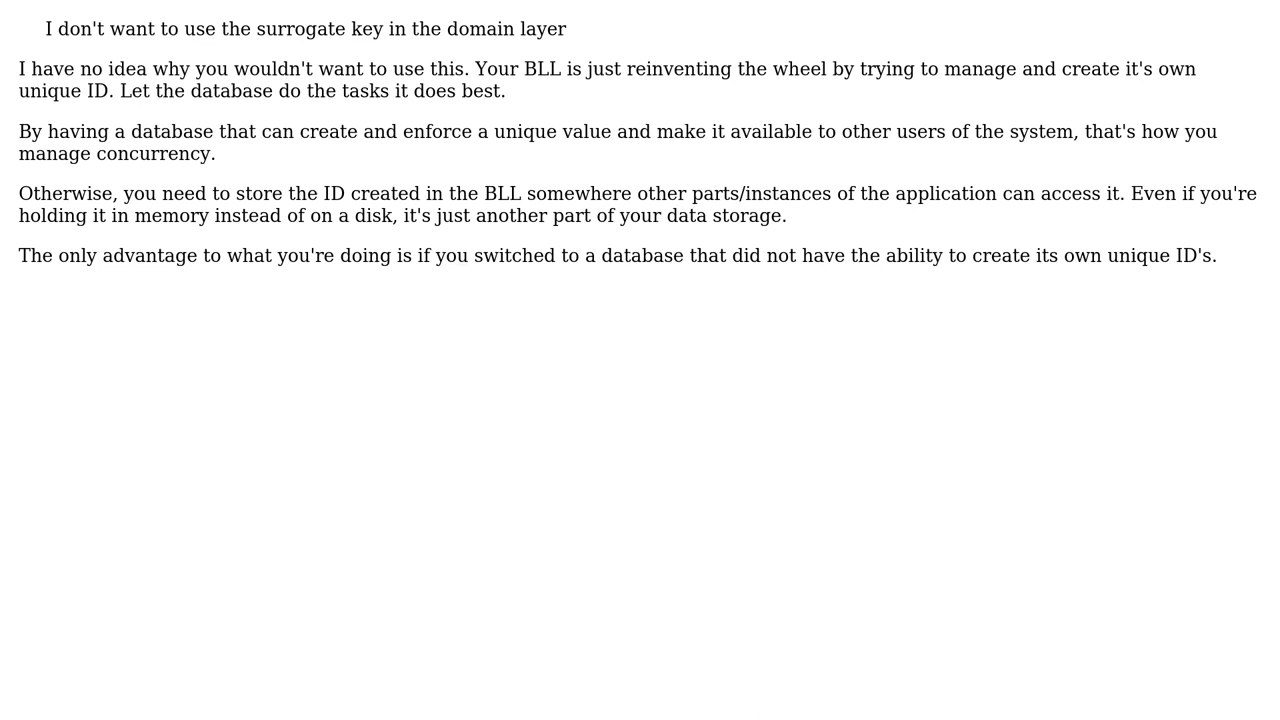 I don't want to use the surrogate key in the domain layer
I have no idea why you wouldn't want to use this. Your BLL is just reinventing the wheel by trying to manage and create it's own
unique ID. Let the database do the tasks it does best.
By having a database that can create and enforce a unique value and make it available to other users of the system, that's how you
manage concurrency.
Otherwise, you need to store the ID created in the BLL somewhere other parts/instances of the application can access it. Even if you're
holding it in memory instead of on a disk, it's just another part of your data storage.
The only advantage to what you're doing is if you switched to a database that did not have the ability to create its own unique ID's.